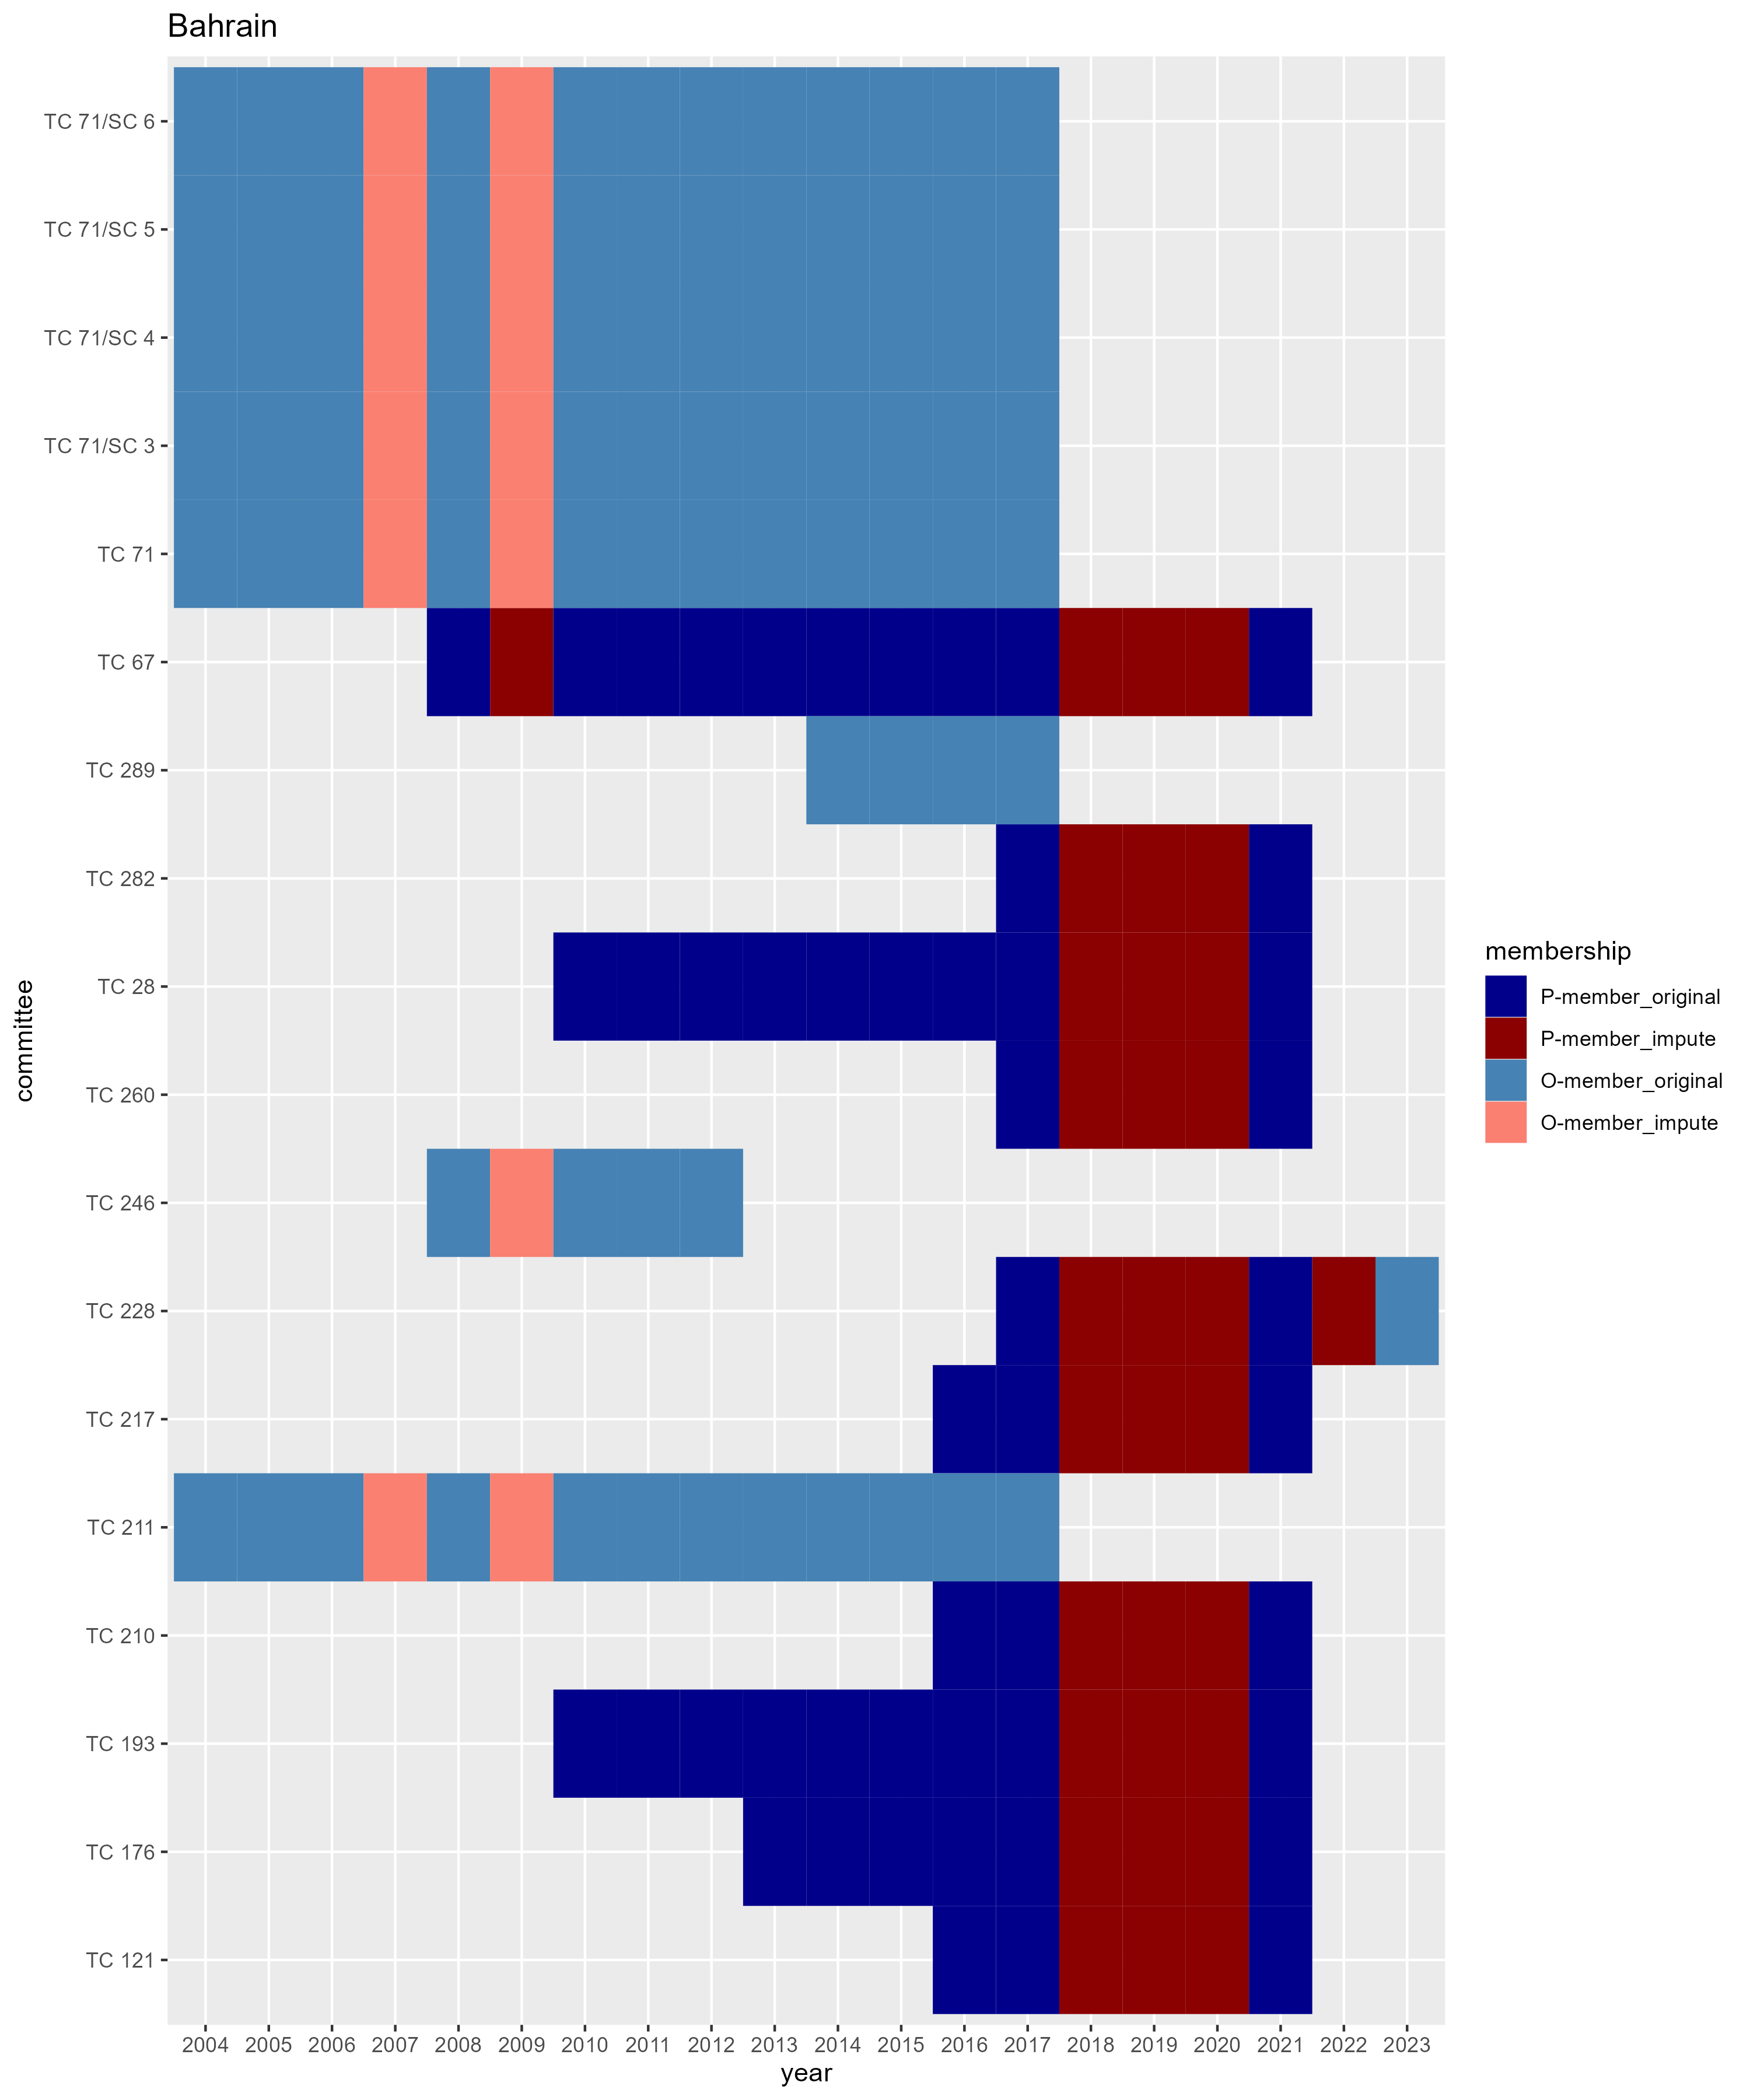 Bahrain
TC 71/SC 6
TC 71/SC 5
TC 71/SC 4
TC 71/SC 3
TC 71
TC 67
TC 289
TC 282
TC 28
TC 260
TC 246
TC 228
TC 217
TC 211
TC 210
TC 193
TC 176
TC 121
committee
2004 2005 2006 2007 2008 2009 2010 2011 2012 2013 2014 2015 2016 2017 2018 2019 2020 2021 2022 2023
year
membership
P-member_original
P-member_impute
O-member_original
O-member_impute